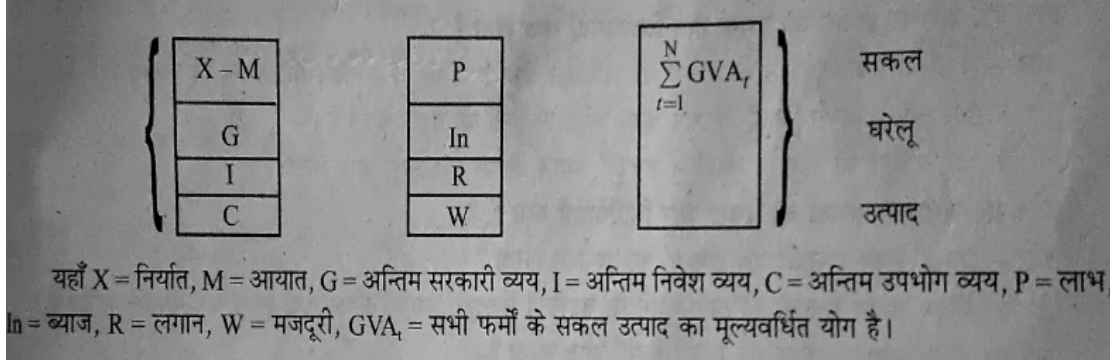 X – M P N
∑ GVAₜ सकल
t=1
G In घरेलू
I R
C W उत्पाद
यहाँ X = निर्यात, M = आयात, G = अन्तिम सरकारी व्यय, I = अन्तिम निवेश व्यय, C = अन्तिम उपभोग व्यय, P = लाभ,
In = ब्याज, R = लगान, W = मजदूरी, GVAₜ = सभी फर्मों के सकल उत्पाद का मूल्यवर्धित योग है।